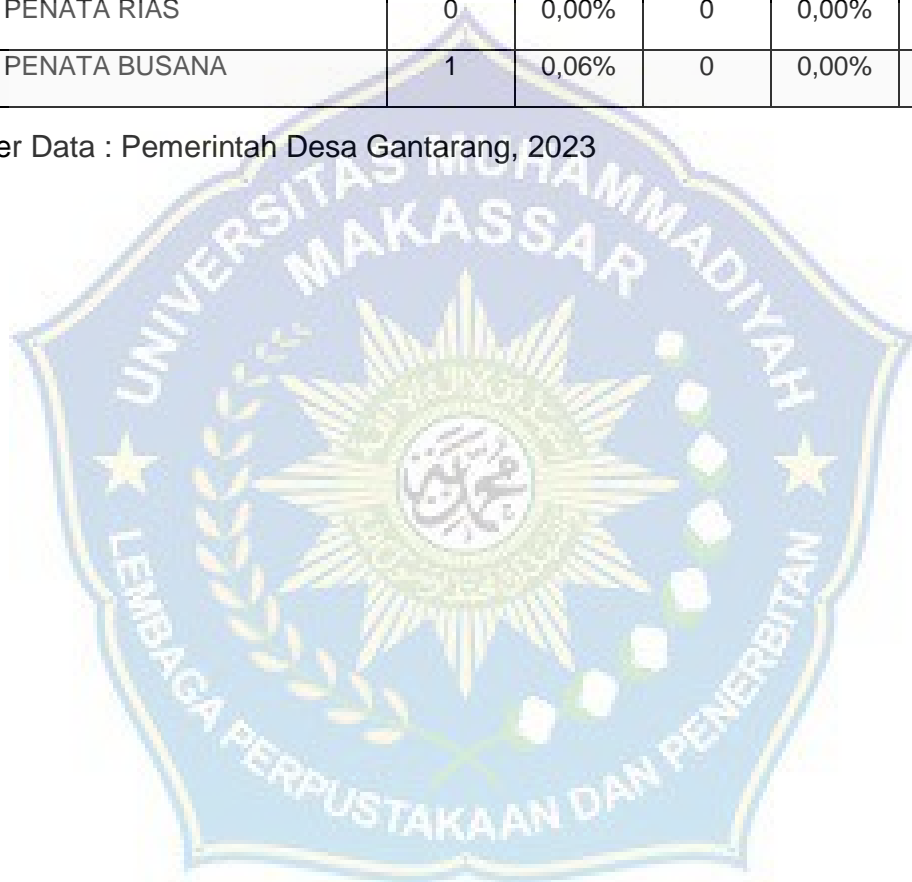 PENATA RIAS 0 0,00% 0 0,00%
PENATA BUSANA 1 0,06% 0 0,00%
er Data : Pemerintah Desa Gantarang, 2023
UNIVERSITAS MUHAMMADIYAH
MAKASSAR
LEMBAGA PERPUSTAKAAN DAN PENERBITAN